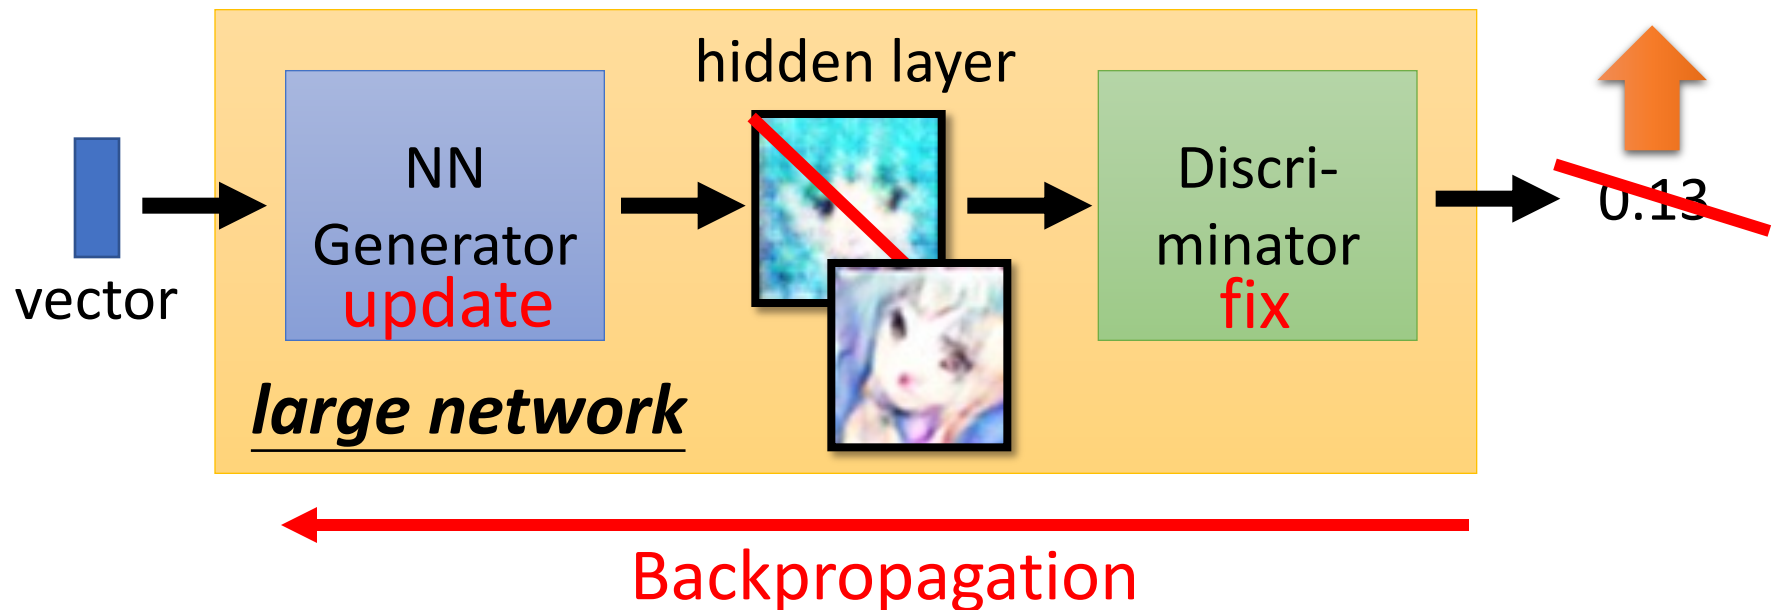 hidden layer
vector
NN
Generator
update
Discri-
minator
fix
0.13
large network
Backpropagation